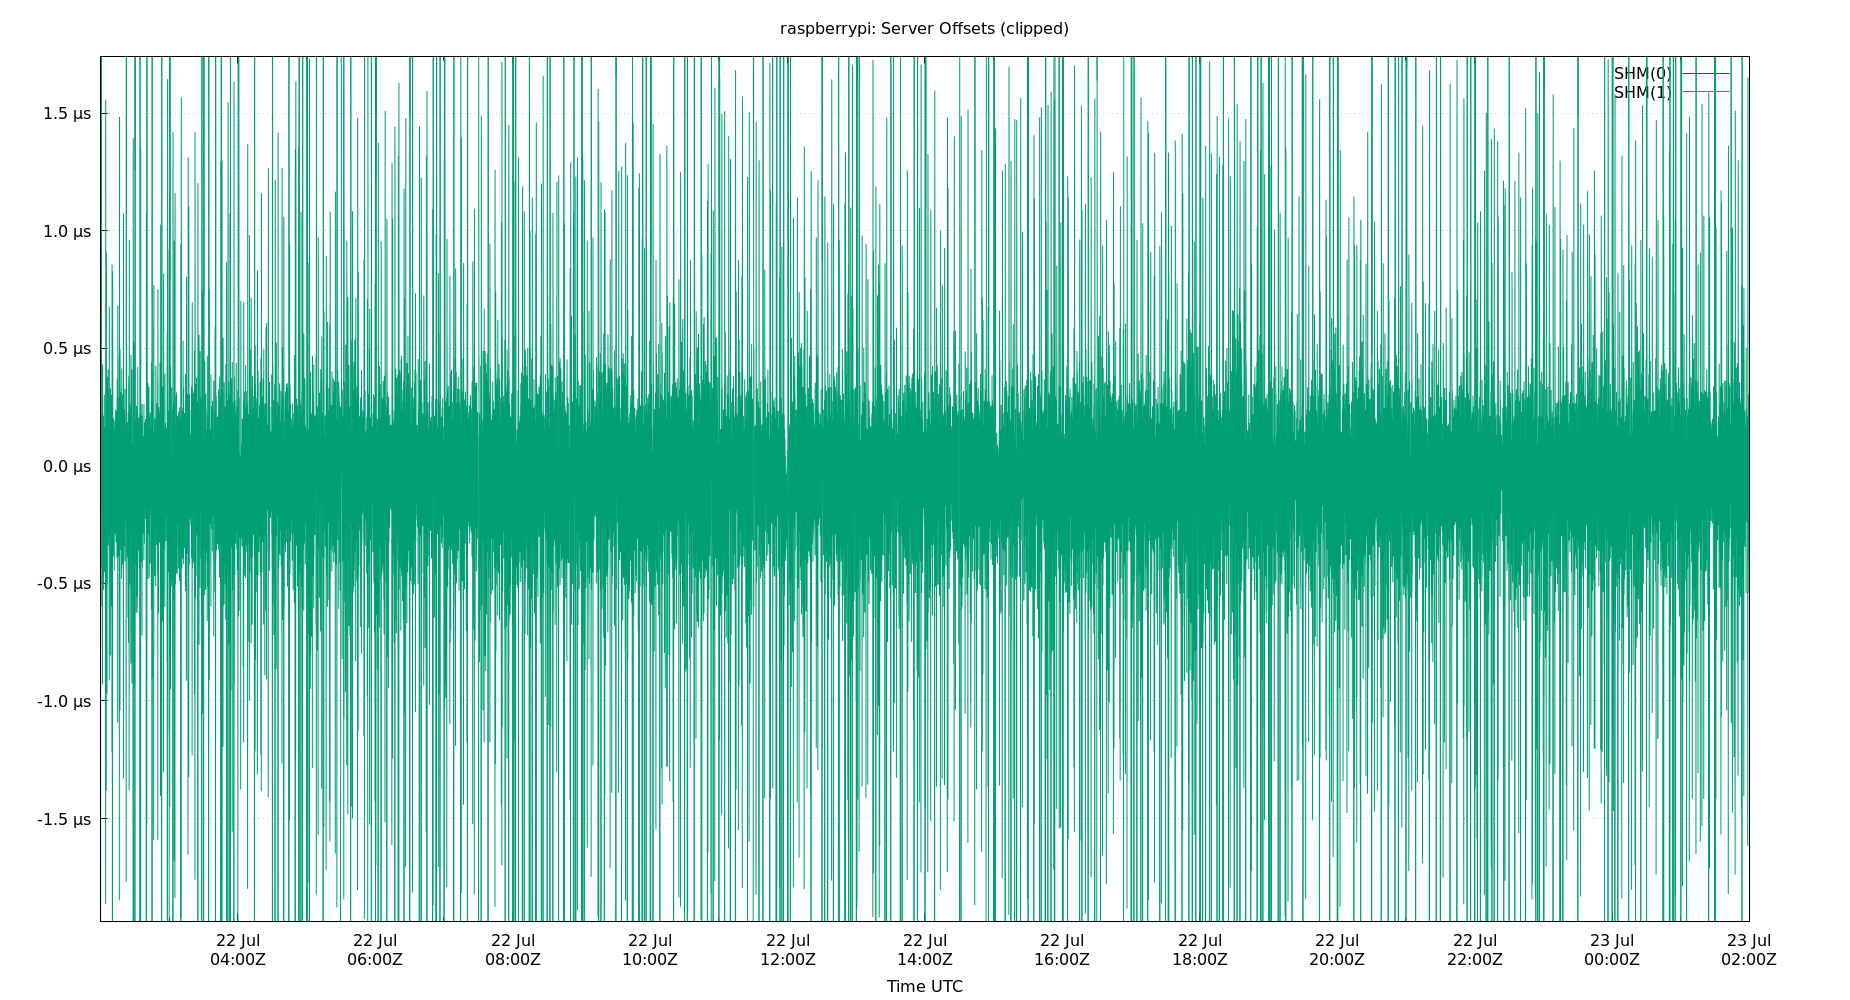 raspberrypi: Server Offsets (clipped)
SHM(0)
SHM(1)
1.5 µs
1.0 µs
0.5 µs
0.0 µs
-0.5 µs
-1.0 µs
-1.5 µs
22 Jul 22 Jul 22 Jul 22 Jul 22 Jul 22 Jul 22 Jul 22 Jul 22 Jul 22 Jul 23 Jul 23 Jul
04:00Z 06:00Z 08:00Z 10:00Z 12:00Z 14:00Z 16:00Z 18:00Z 20:00Z 22:00Z 00:00Z 02:00Z
Time UTC